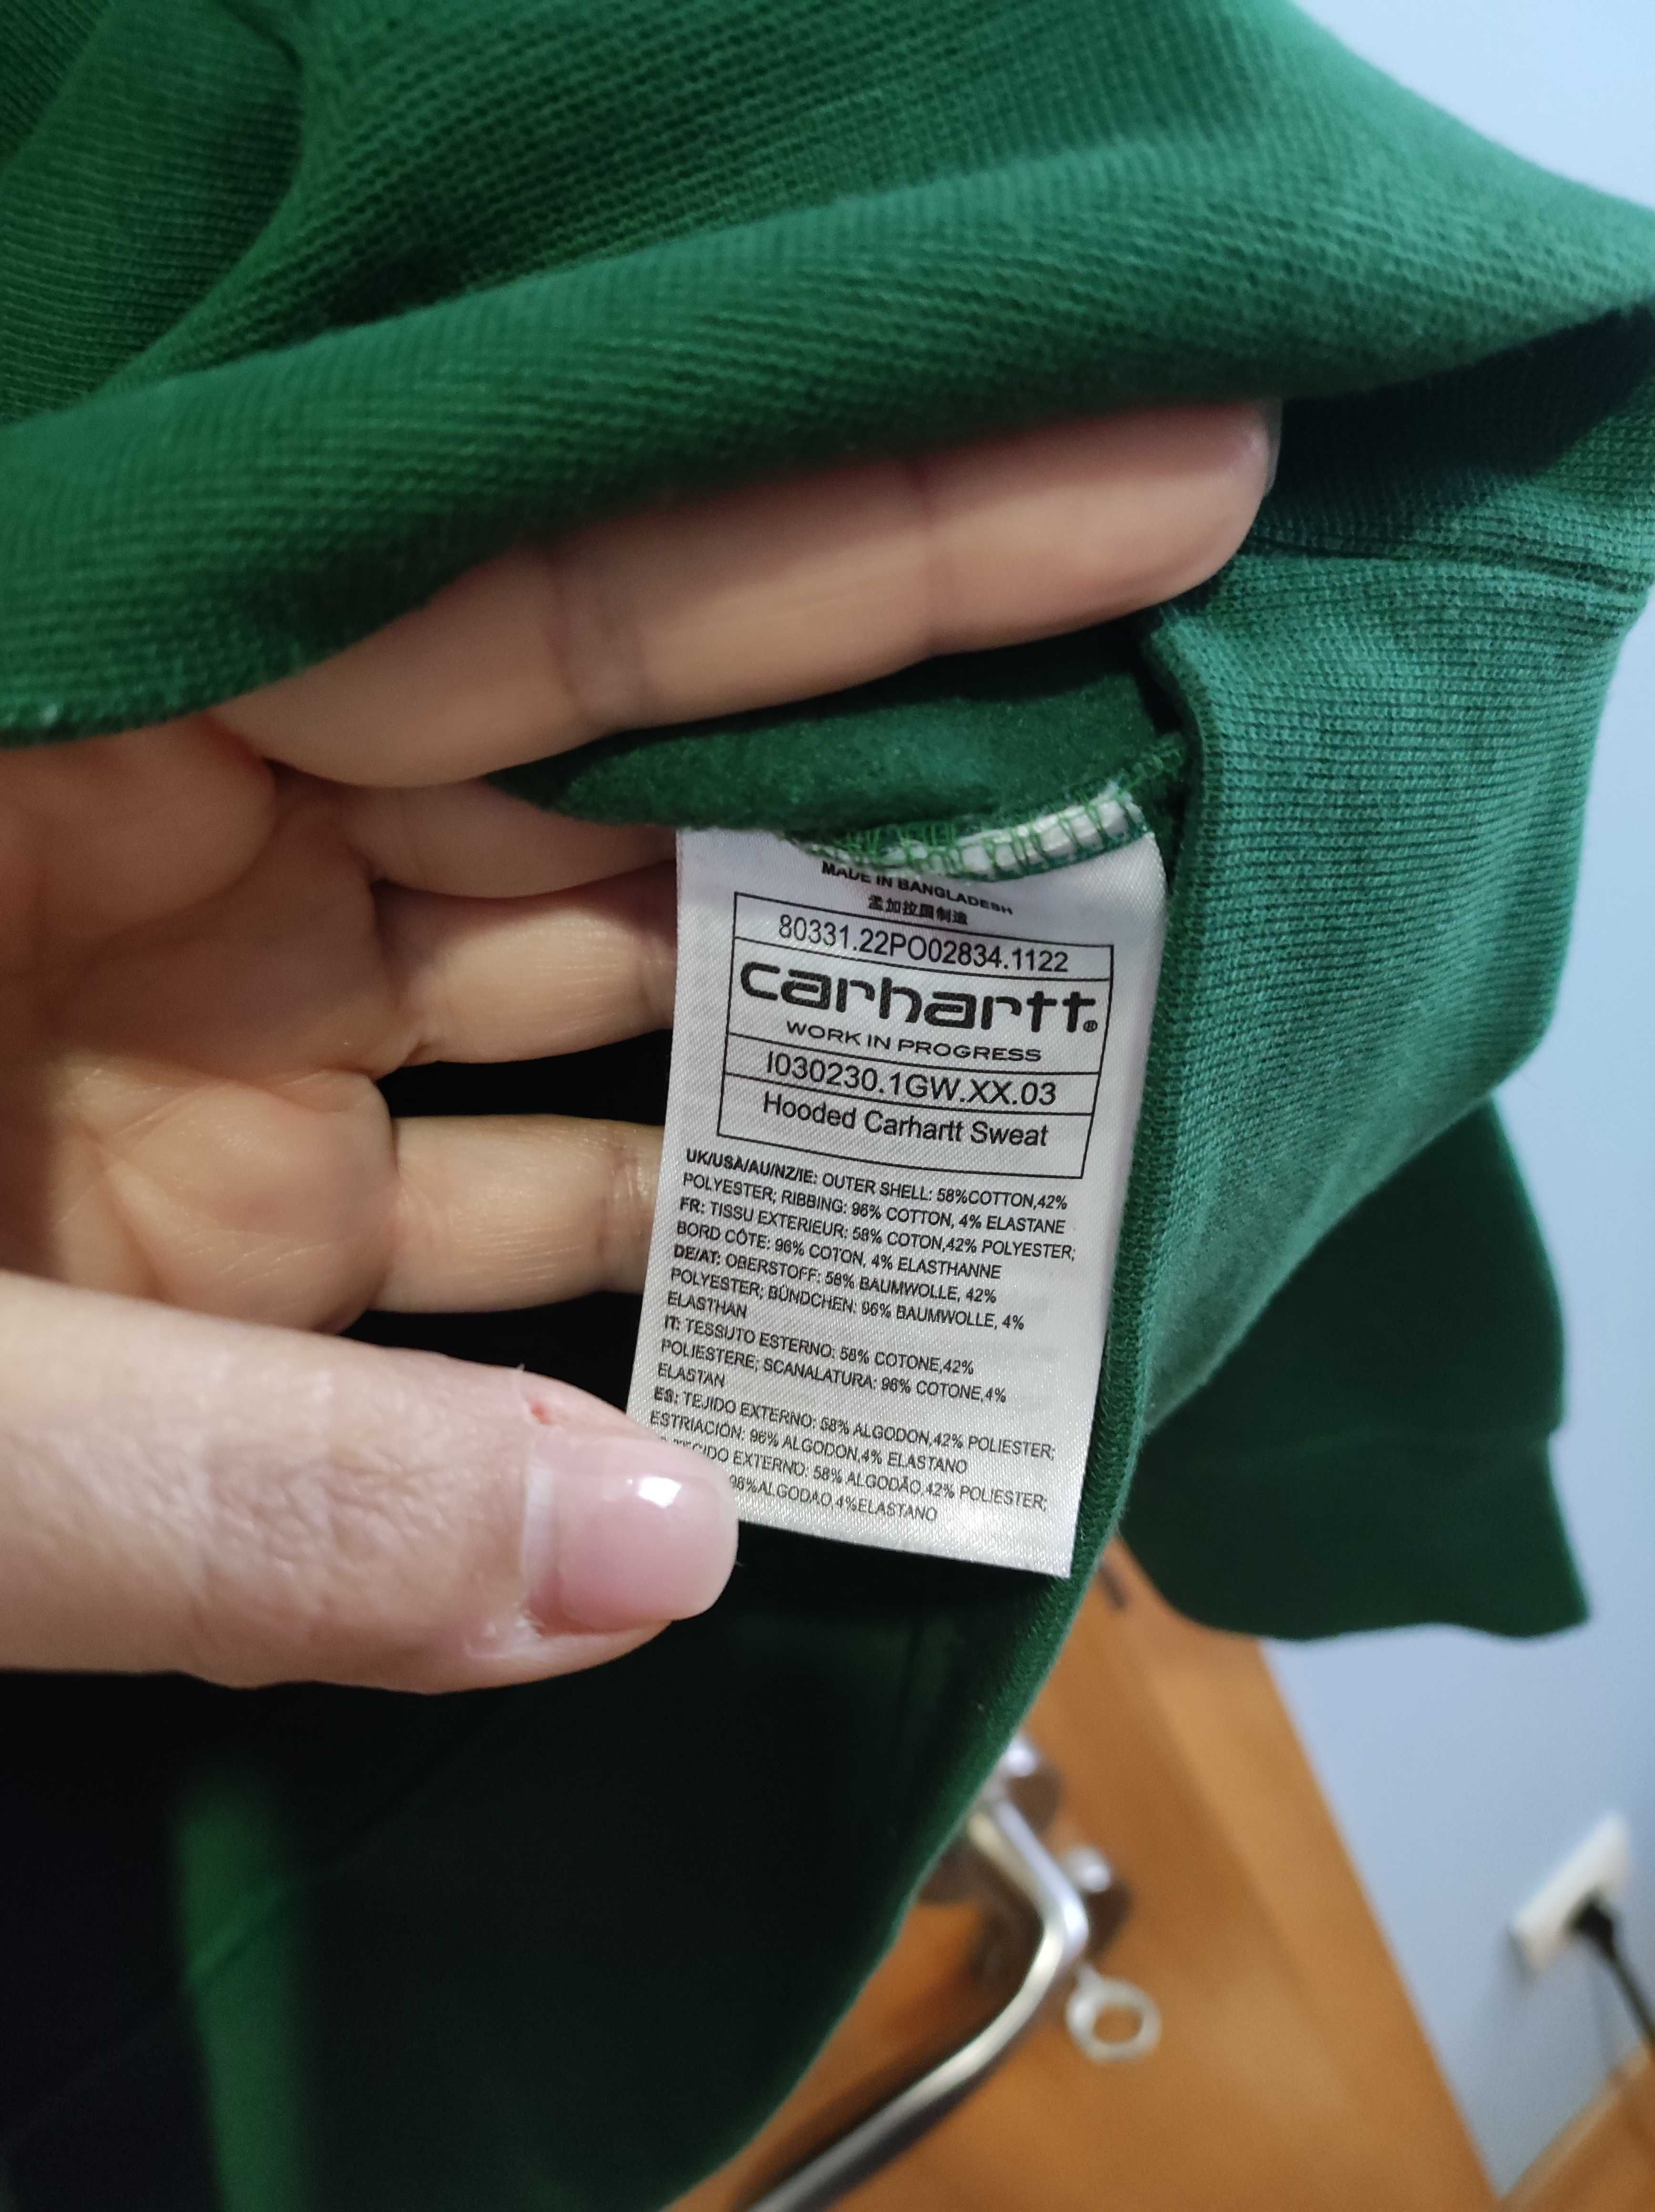 MADE IN BANGLADESH
孟加拉国制造
80331.22PO02834.1122
carhartt®
WORK IN PROGRESS
I030230.1GW.XX.03
Hooded Carhartt Sweat
UK/USA/AU/NZ/IE: OUTER SHELL: 58%COTTON,42%
POLYESTER; RIBBING: 96% COTTON, 4% ELASTANE
FR: TISSU EXTERIEUR: 58% COTON,42% POLYESTER;
BORD CÔTE: 96% COTON, 4% ELASTHANNE
DE/AT: OBERSTOFF: 58% BAUMWOLLE, 42%
POLYESTER; BÜNDCHEN: 96% BAUMWOLLE, 4%
ELASTHAN
IT: TESSUTO ESTERNO: 58% COTONE,42%
POLIESTERE; SCANALATURA: 96% COTONE,4%
ELASTAN
ES: TEJIDO EXTERNO: 58% ALGODON,42% POLIESTER;
ESTRIACIÓN: 96% ALGODON,4% ELASTANO
EXTERNO: 58% ALGODÃO,42% POLIESTER;
96%ALGODAO,4%ELASTANO